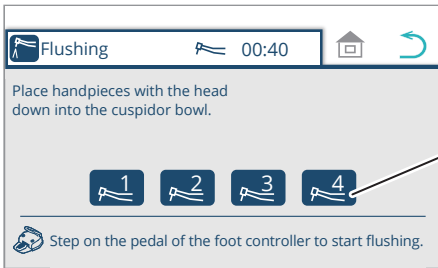 Flushing 00:40
Place handpieces with the head
down into the cuspidor bowl.
1 2 3 4
Step on the pedal of the foot controller to start flushing.